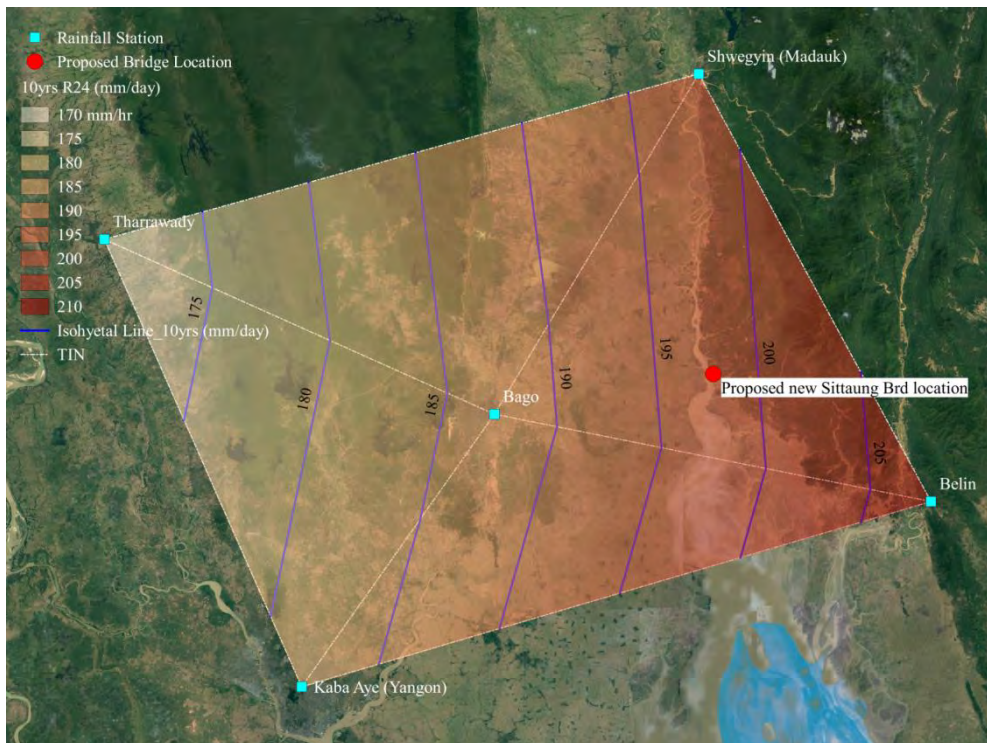 Rainfall Station
Proposed Bridge Location
10yrs R24 (mm/day)
170 mm/hr
175
180
185
190
195
200
205
210
Isohyetal Line_10yrs (mm/day)
TIN
Shwegyin (Madauk)
Tharrawady
175
180
185
190
195
200
205
Proposed new Sittaung Brd location
Bago
Belin
Kaba Aye (Yangon)